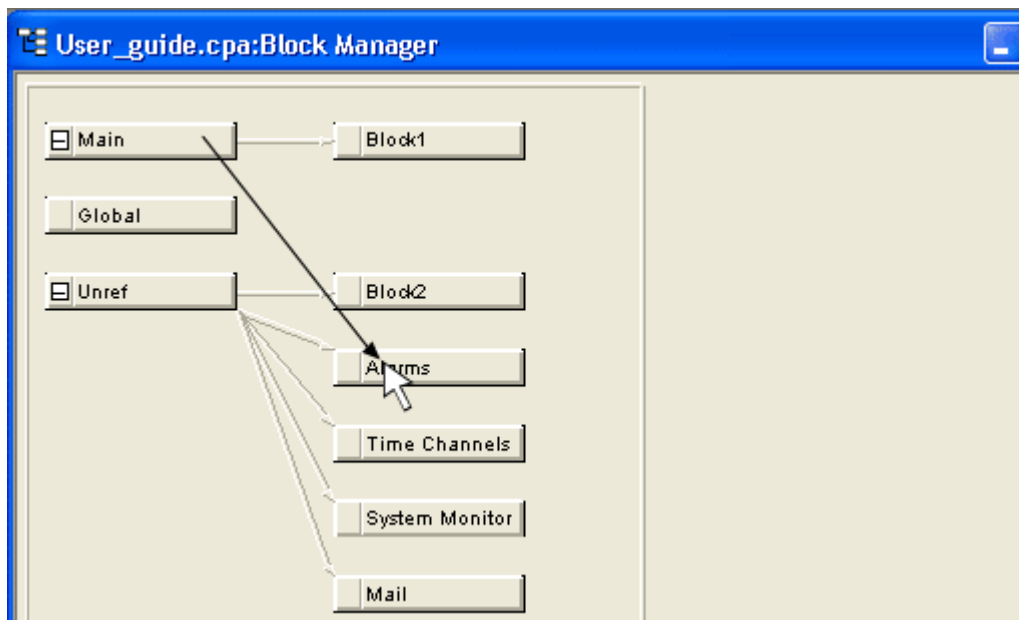 User_guide.cpa:Block Manager
Main
Block1
Global
Unref
Block2
Alarms
Time Channels
System Monitor
Mail